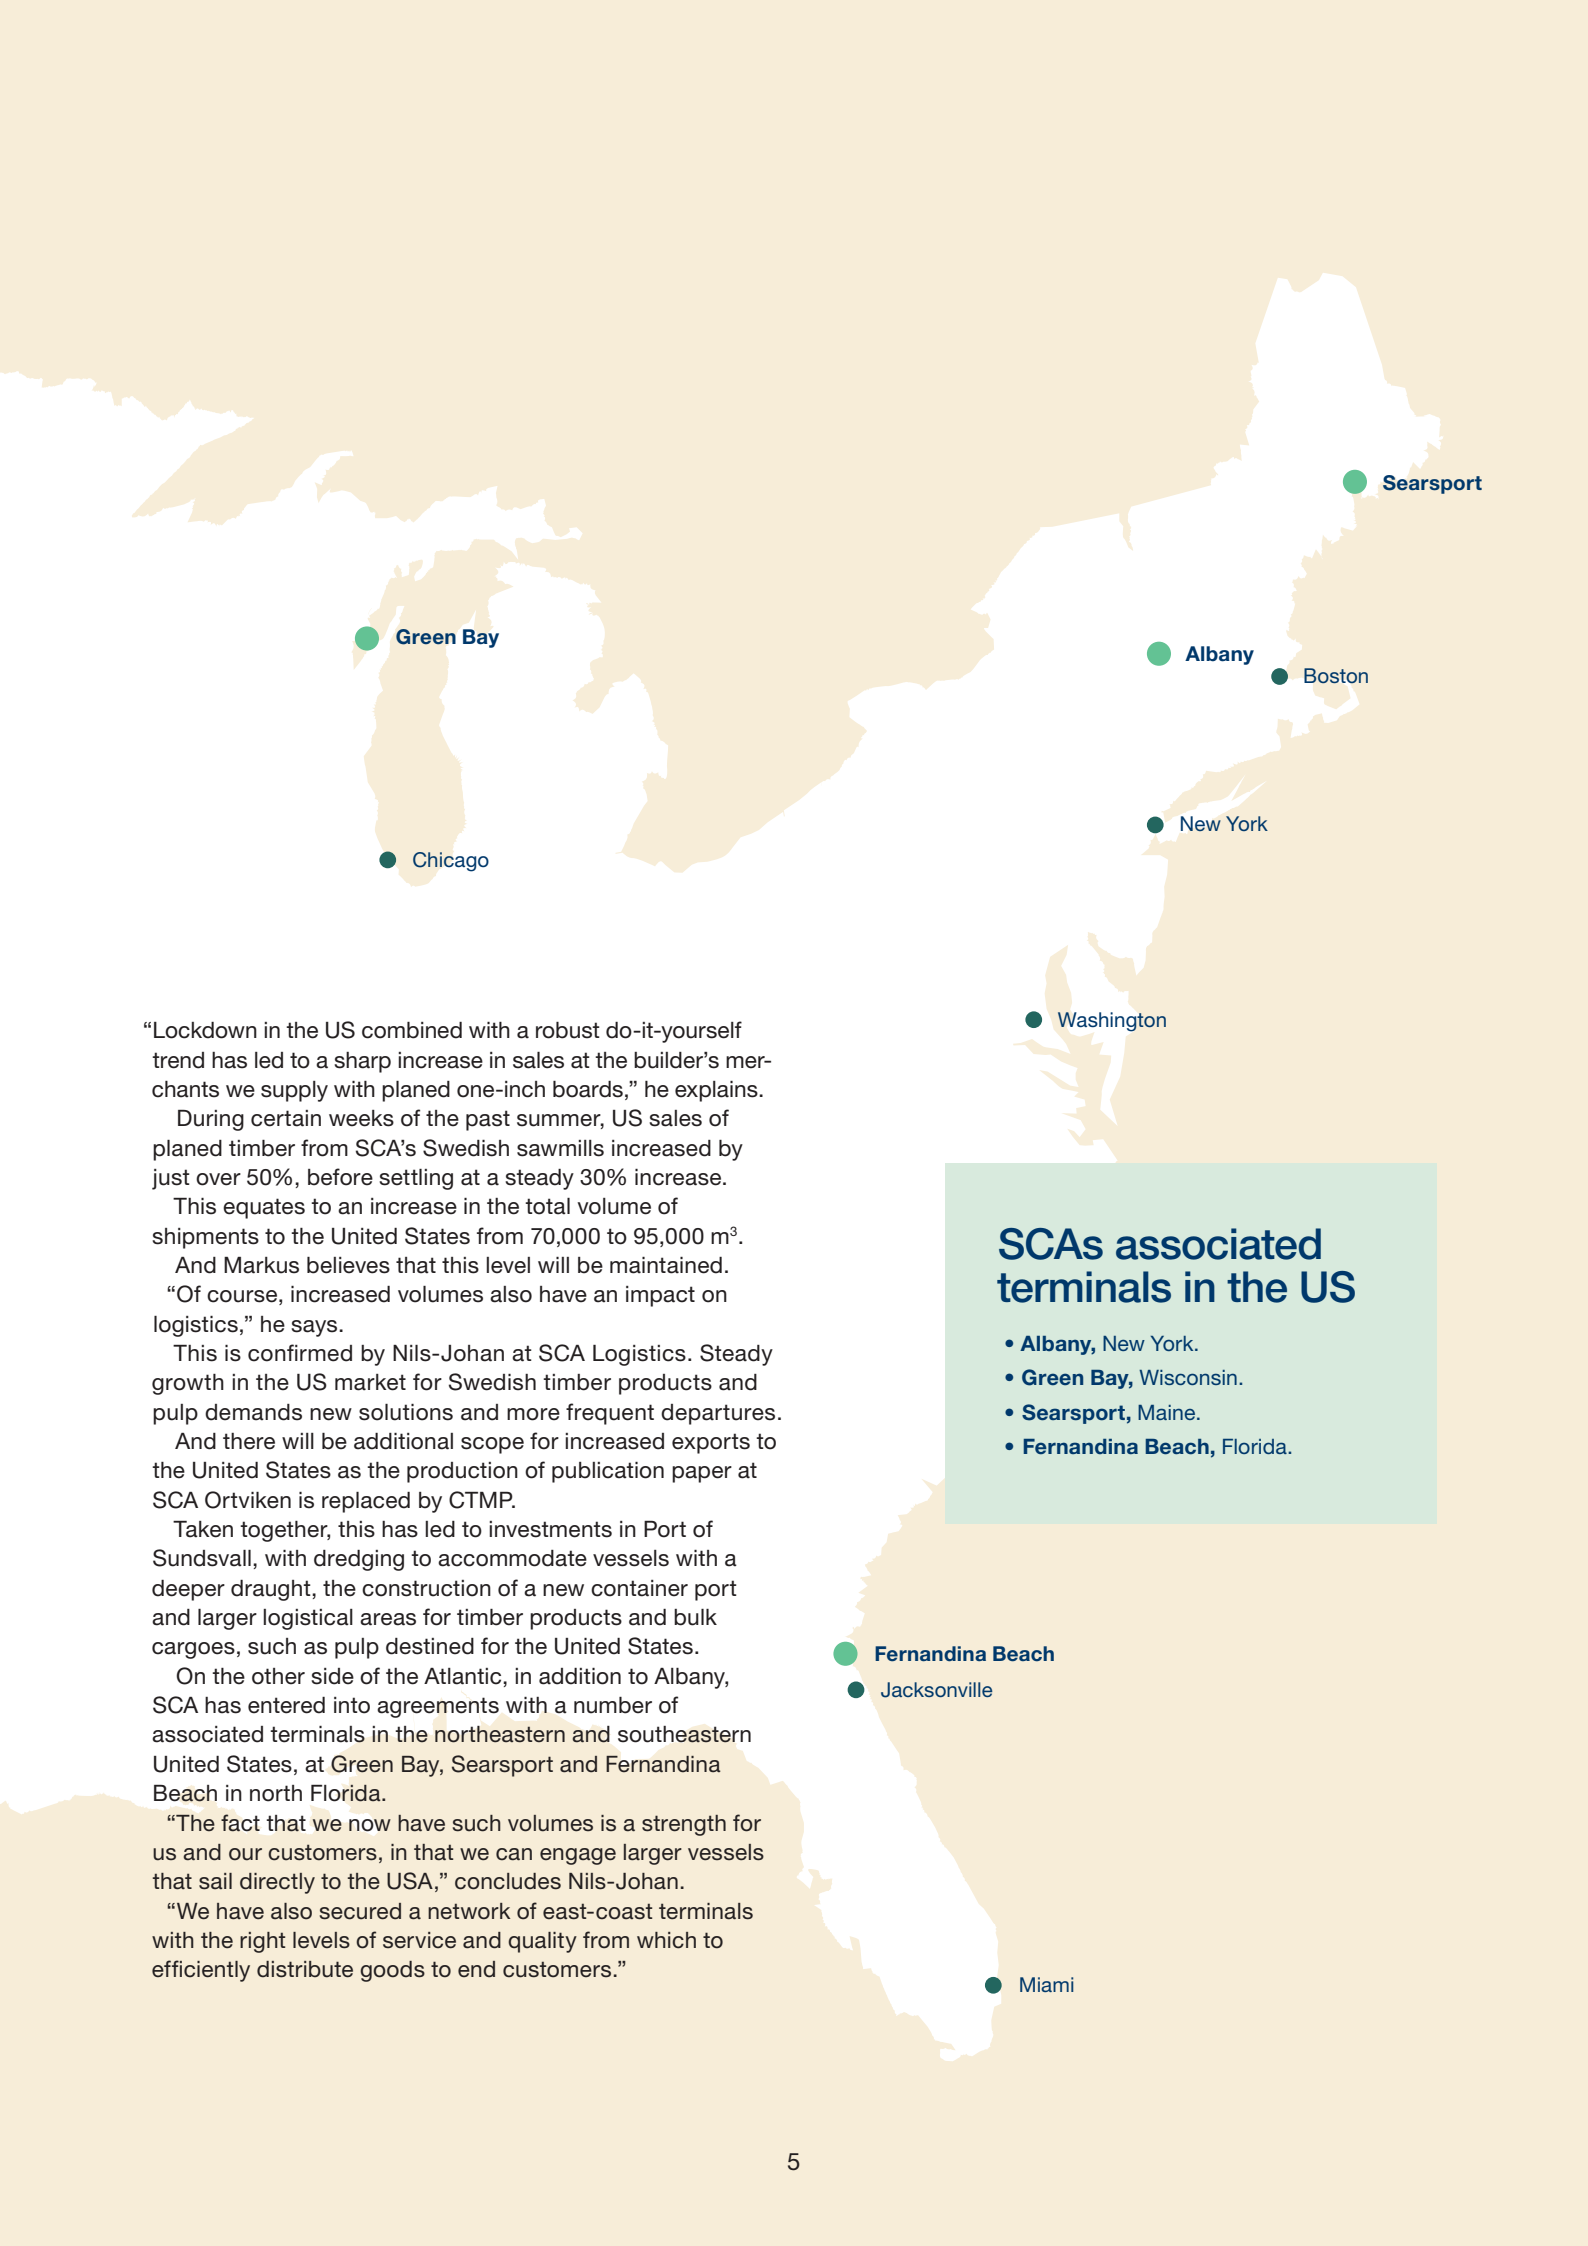 Searsport
Green Bay
Albany
Boston
New York
Chicago
Washington
“Lockdown in the US combined with a robust do-it-yourself
trend has led to a sharp increase in sales at the builder’s mer-
chants we supply with planed one-inch boards,” he explains.
During certain weeks of the past summer, US sales of
planed timber from SCA’s Swedish sawmills increased by
just over 50%, before settling at a steady 30% increase.
This equates to an increase in the total volume of
shipments to the United States from 70,000 to 95,000 m³.
And Markus believes that this level will be maintained.
“Of course, increased volumes also have an impact on
logistics,” he says.
This is confirmed by Nils-Johan at SCA Logistics. Steady
growth in the US market for Swedish timber products and
pulp demands new solutions and more frequent departures.
And there will be additional scope for increased exports to
the United States as the production of publication paper at
SCA Ortviken is replaced by CTMP.
Taken together, this has led to investments in Port of
Sundsvall, with dredging to accommodate vessels with a
deeper draught, the construction of a new container port
and larger logistical areas for timber products and bulk
cargoes, such as pulp destined for the United States.
On the other side of the Atlantic, in addition to Albany,
SCA has entered into agreements with a number of
associated terminals in the northeastern and southeastern
United States, at Green Bay, Searsport and Fernandina
Beach in north Florida.
“The fact that we now have such volumes is a strength for
us and our customers, in that we can engage larger vessels
that sail directly to the USA,” concludes Nils-Johan.
“We have also secured a network of east-coast terminals
with the right levels of service and quality from which to
efficiently distribute goods to end customers.”
SCAs associated
terminals in the US
• Albany, New York.
• Green Bay, Wisconsin.
• Searsport, Maine.
• Fernandina Beach, Florida.
Fernandina Beach
Jacksonville
Miami
5